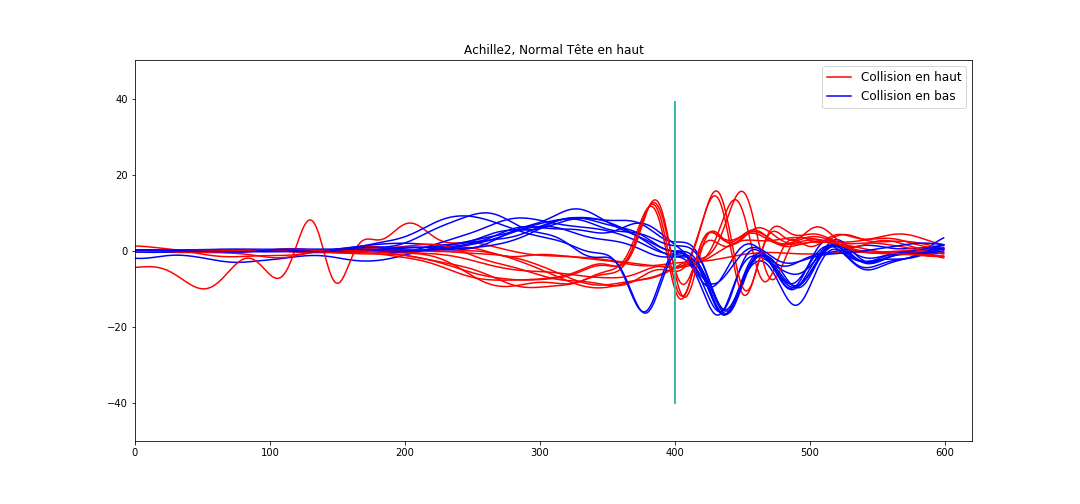 Achille2, Normal Tête en haut
Collision en haut
Collision en bas
40
20
0
−20
−40
0 100 200 300 400 500 600